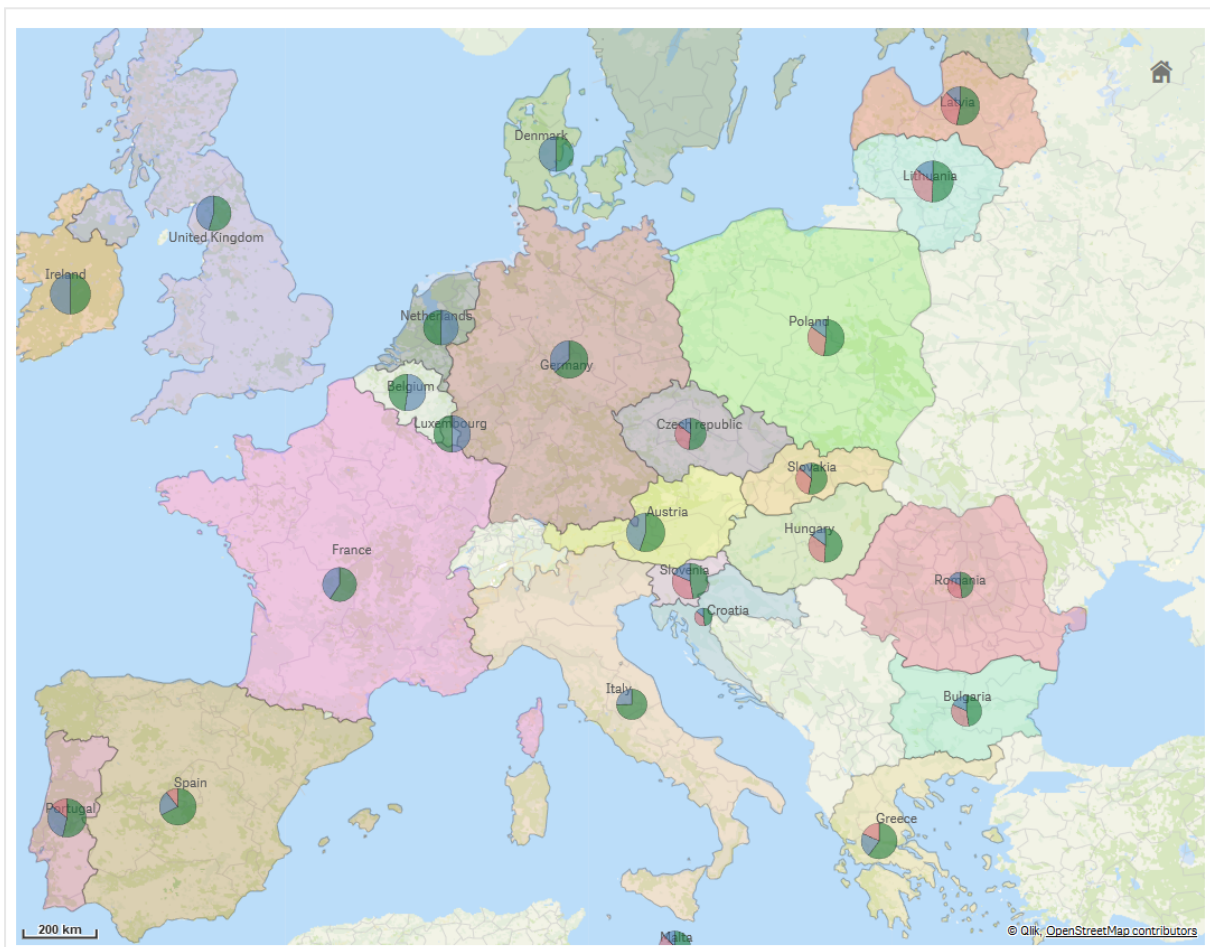 Latvia
Denmark
Lithuania
United Kingdom
Ireland
Netherlands
Poland
Germany
Belgium
Luxembourg
Czech republic
Slovakia
Austria
Hungary
France
Slovenia
Romania
Croatia
Italy
Bulgaria
Spain
Portugal
Greece
200 km
© Qlik, OpenStreetMap contributors
Malta